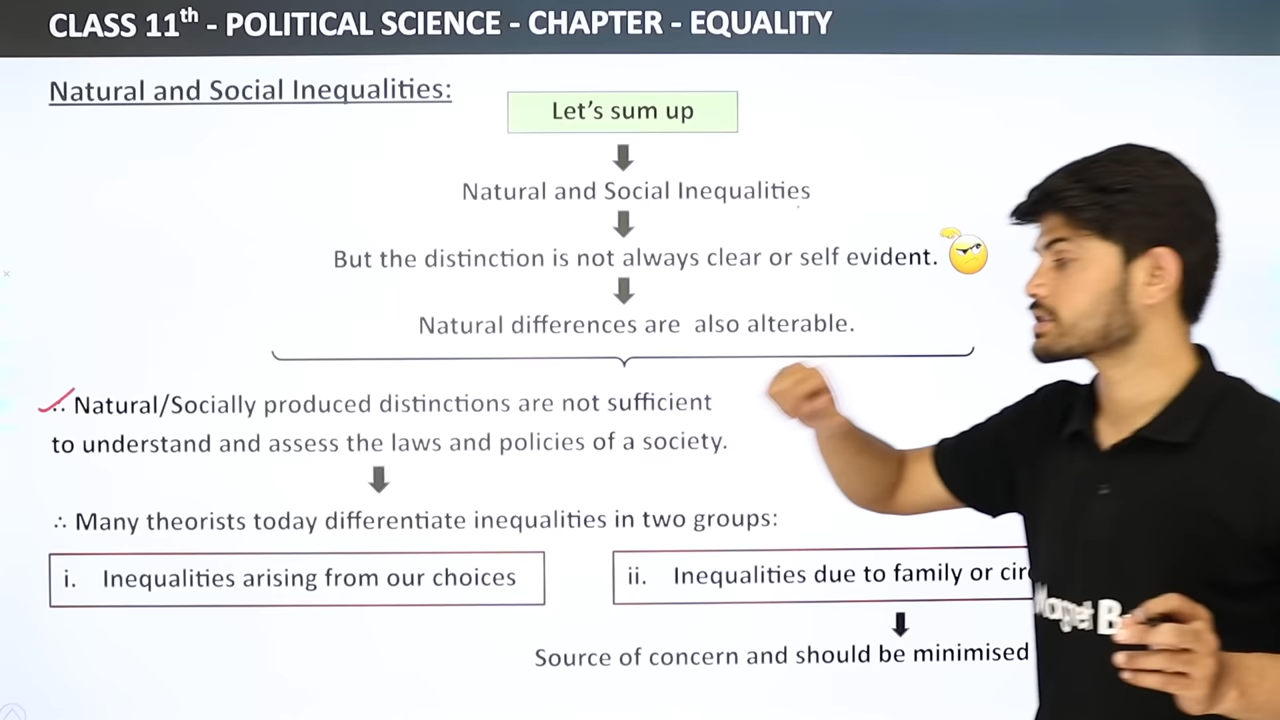 CLASS 11th - POLITICAL SCIENCE - CHAPTER - EQUALITY
Natural and Social Inequalities:
Let's sum up
Natural and Social Inequalities
But the distinction is not always clear or self evident.
Natural differences are also alterable.
∴ Natural/Socially produced distinctions are not sufficient
to understand and assess the laws and policies of a society.
∴ Many theorists today differentiate inequalities in two groups:
i. Inequalities arising from our choices
ii. Inequalities due to family or
Source of concern and should be minimised